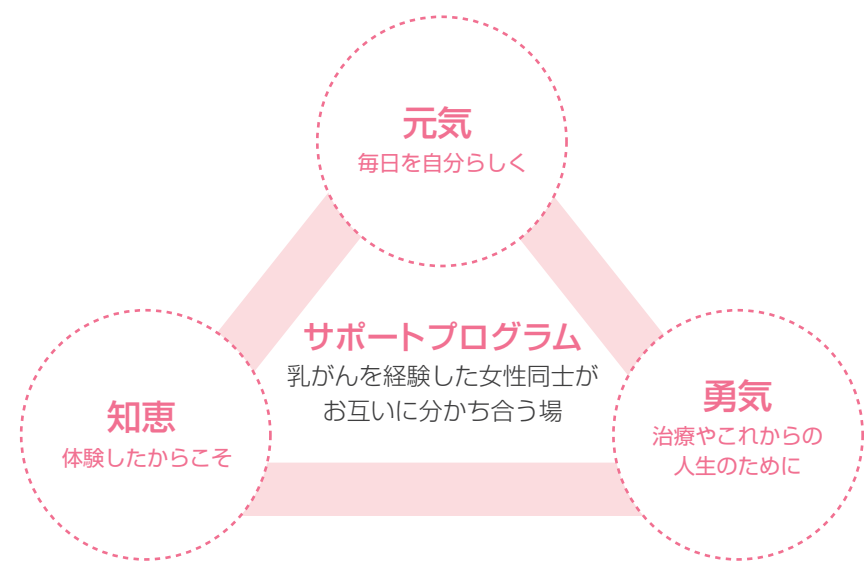 元気
毎日を自分らしく
サポートプログラム
乳がんを経験した女性同士が
お互いに分かち合う場
知恵
体験したからこそ
勇気
治療やこれからの
人生のために